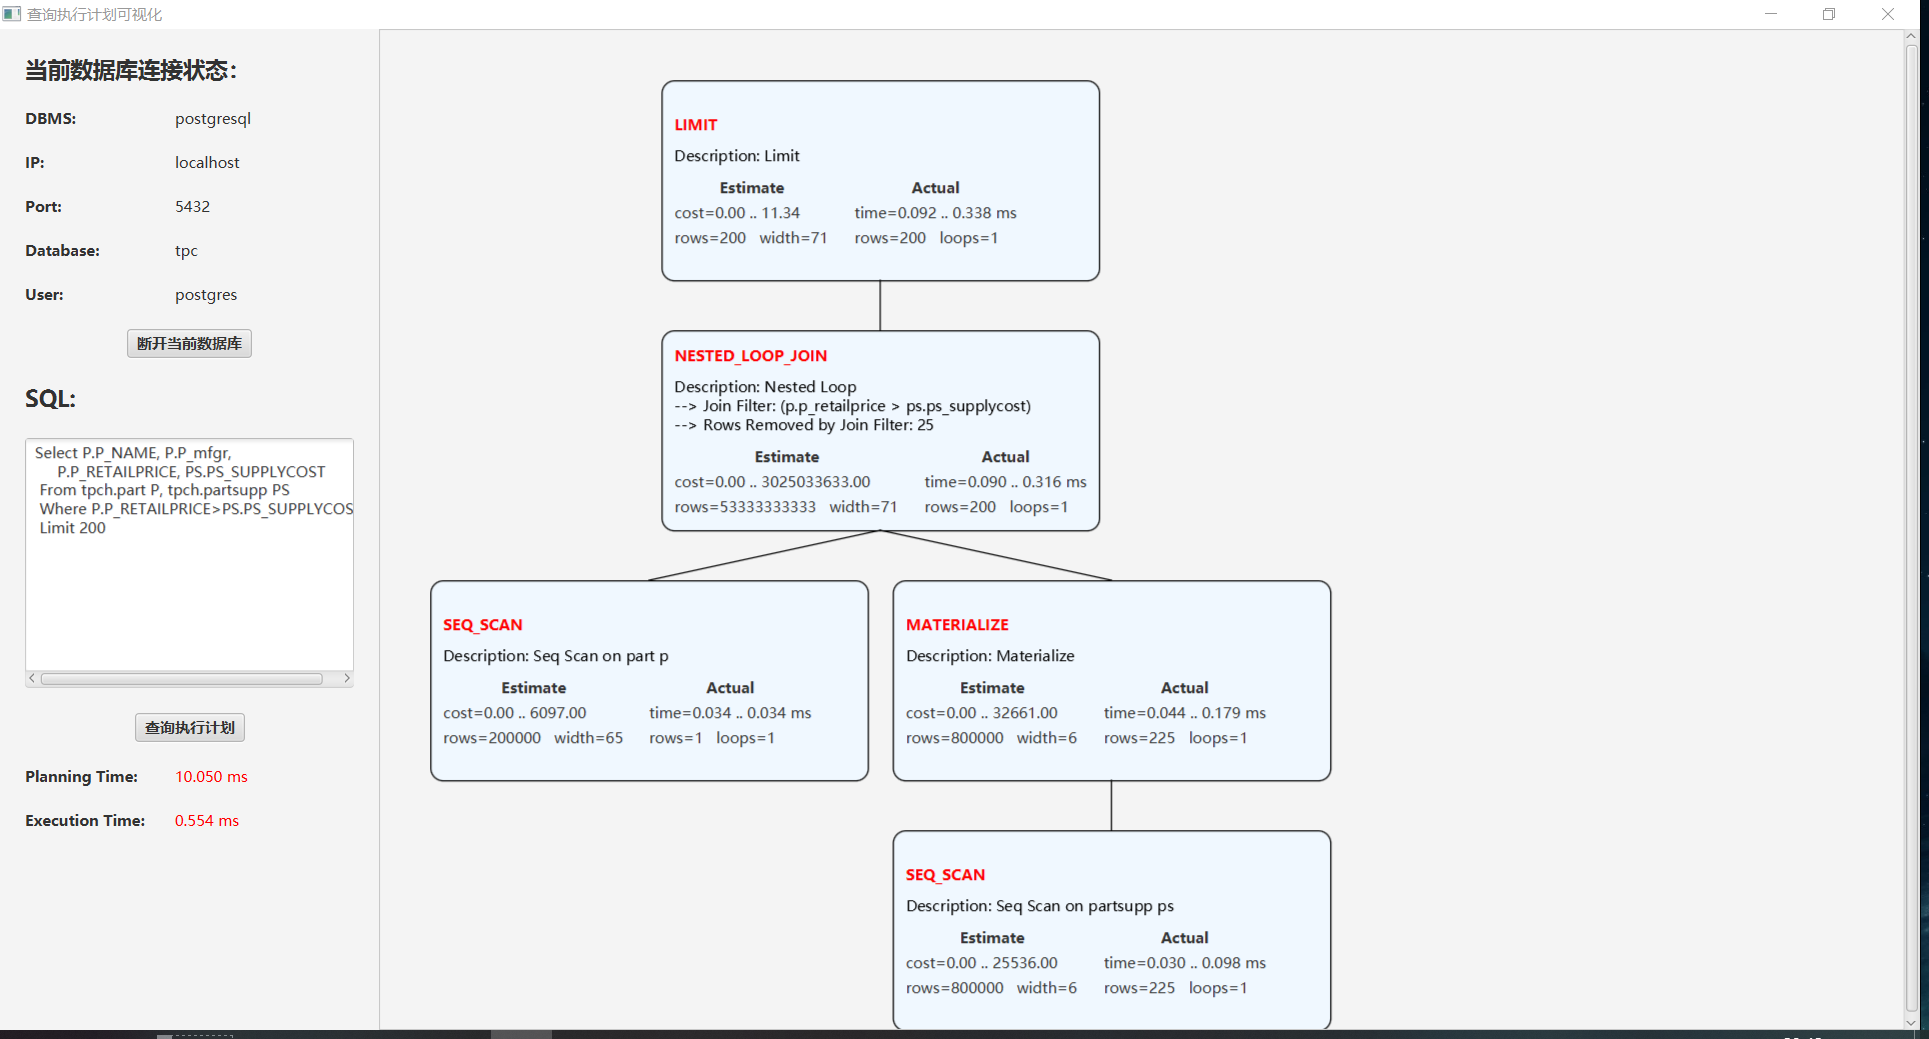 查询执行计划可视化
当前数据库连接状态：
DBMS: postgresql
IP: localhost
Port: 5432
Database: tpc
User: postgres
断开当前数据库
SQL:
Select P.P_NAME, P.P_mfgr,
P.P_RETAILPRICE, PS.PS_SUPPLYCOST
From tpch.part P, tpch.partsupp PS
Where P.P_RETAILPRICE>PS.PS_SUPPLYCOS
Limit 200
查询执行计划
Planning Time: 10.050 ms
Execution Time: 0.554 ms
LIMIT
Description: Limit
Estimate Actual
cost=0.00 .. 11.34 time=0.092 .. 0.338 ms
rows=200 width=71 rows=200 loops=1
NESTED_LOOP_JOIN
Description: Nested Loop
--> Join Filter: (p.p_retailprice > ps.ps_supplycost)
--> Rows Removed by Join Filter: 25
Estimate Actual
cost=0.00 .. 3025033633.00 time=0.090 .. 0.316 ms
rows=53333333333 width=71 rows=200 loops=1
SEQ_SCAN
Description: Seq Scan on part p
Estimate Actual
cost=0.00 .. 6097.00 time=0.034 .. 0.034 ms
rows=200000 width=65 rows=1 loops=1
MATERIALIZE
Description: Materialize
Estimate Actual
cost=0.00 .. 32661.00 time=0.044 .. 0.179 ms
rows=800000 width=6 rows=225 loops=1
SEQ_SCAN
Description: Seq Scan on partsupp ps
Estimate Actual
cost=0.00 .. 25536.00 time=0.030 .. 0.098 ms
rows=800000 width=6 rows=225 loops=1